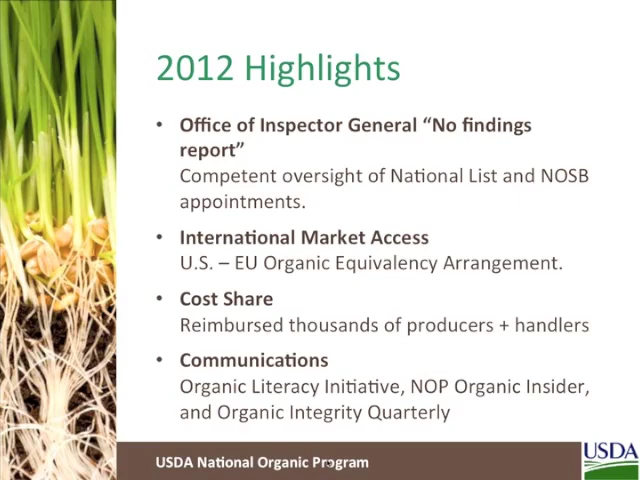 2012 Highlights
• Office of Inspector General “No findings
report”
Competent oversight of National List and NOSB
appointments.
• International Market Access
U.S. – EU Organic Equivalency Arrangement.
• Cost Share
Reimbursed thousands of producers + handlers
• Communications
Organic Literacy Initiative, NOP Organic Insider,
and Organic Integrity Quarterly
USDA National Organic Program
USDA